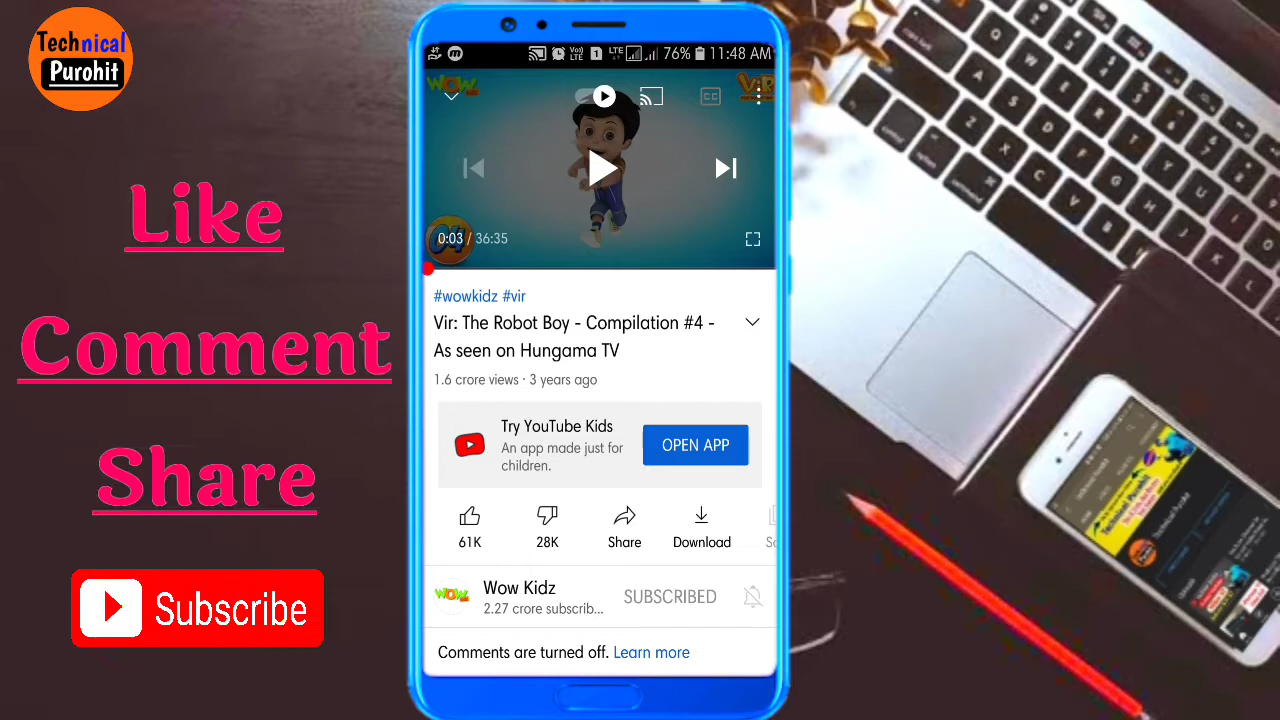 Technical
Purohit
Like
Comment
Share
Subscribe
LTE 76% 11:48 AM
WOW
VIR
0:03 / 36:35
#wowkidz #vir
Vir: The Robot Boy - Compilation #4 -
As seen on Hungama TV
1.6 crore views · 3 years ago
Try YouTube Kids
An app made just for
children.
OPEN APP
61K
28K
Share
Download
Wow Kidz
2.27 crore subscrib...
SUBSCRIBED
Comments are turned off. Learn more